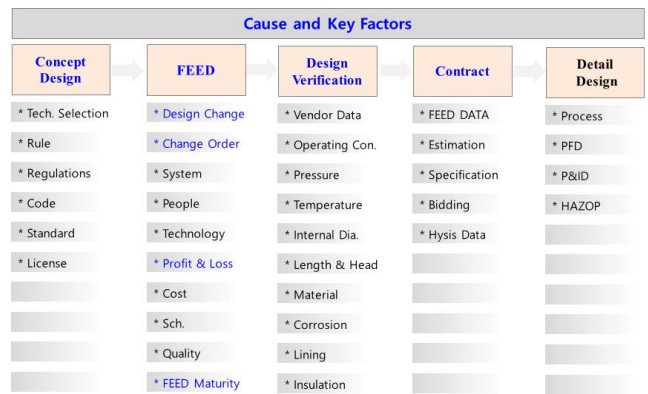 Cause and Key Factors
Concept
Design
FEED
Design
Verification
Contract
Detail
Design
* Tech. Selection
* Rule
* Regulations
* Code
* Standard
* License
* Design Change
* Change Order
* System
* People
* Technology
* Profit & Loss
* Cost
* Sch.
* Quality
* FEED Maturity
* Vendor Data
* Operating Con.
* Pressure
* Temperature
* Internal Dia.
* Length & Head
* Material
* Corrosion
* Lining
* Insulation
* FEED DATA
* Estimation
* Specification
* Bidding
* Hysis Data
* Process
* PFD
* P&ID
* HAZOP